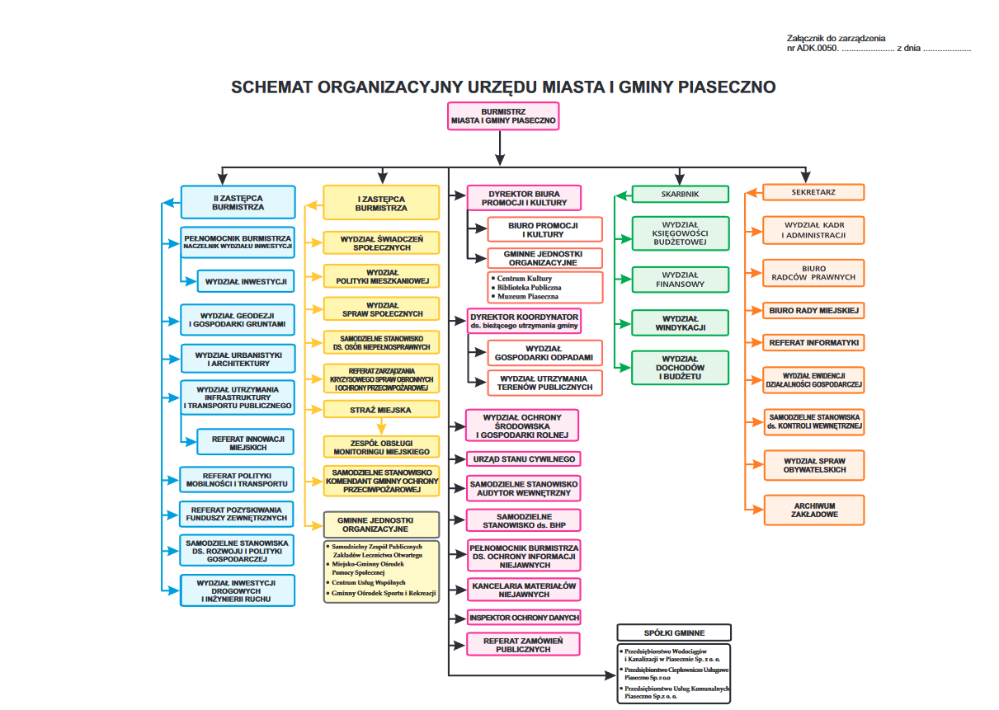 Załącznik do zarządzenia
nr ADK.0050. ...................... z dnia ....................
SCHEMAT ORGANIZACYJNY URZĘDU MIASTA I GMINY PIASECZNO
BURMISTRZ
MIASTA I GMINY PIASECZNO
II ZASTĘPCA
BURMISTRZA
PEŁNOMOCNIK BURMISTRZA
NACZELNIK WYDZIAŁU INWESTYCJI
WYDZIAŁ INWESTYCJI
WYDZIAŁ GEODEZJI
I GOSPODARKI GRUNTAMI
WYDZIAŁ URBANISTYKI
I ARCHITEKTURY
WYDZIAŁ UTRZYMANIA
INFRASTRUKTURY
I TRANSPORTU PUBLICZNEGO
REFERAT INNOWACJI
MIEJSKICH
REFERAT POLITYKI
MOBILNOŚCI I TRANSPORTU
REFERAT POZYSKIWANIA
FUNDUSZY ZEWNĘTRZNYCH
SAMODZIELNE STANOWISKA
DS. ROZWOJU I POLITYKI
GOSPODARCZEJ
WYDZIAŁ INWESTYCJI
DROGOWYCH
I INŻYNIERII RUCHU
I ZASTĘPCA
BURMISTRZA
WYDZIAŁ ŚWIADCZEŃ
SPOŁECZNYCH
WYDZIAŁ
POLITYKI MIESZKANIOWEJ
WYDZIAŁ
SPRAW SPOŁECZNYCH
SAMODZIELNE STANOWISKO
DS. OSÓB NIEPEŁNOSPRAWNYCH
REFERAT ZARZĄDZANIA
KRYZYSOWEGO SPRAW OBRONNYCH
I OCHRONY PRZECIWPOŻAROWEJ
STRAŻ MIEJSKA
ZESPÓŁ OBSŁUGI
MONITORINGU MIEJSKIEGO
SAMODZIELNE STANOWISKO
KOMENDANT GMINNY OCHRONY
PRZECIWPOŻAROWEJ
GMINNE JEDNOSTKI
ORGANIZACYJNE
• Samodzielny Zespół Publicznych
Zakładów Lecznictwa Otwartego
• Miejsko-Gminny Ośrodek
Pomocy Społecznej
• Centrum Usług Wspólnych
• Gminny Ośrodek Sportu i Rekreacji
DYREKTOR BIURA
PROMOCJI I KULTURY
BIURO PROMOCJI
I KULTURY
GMINNE JEDNOSTKI
ORGANIZACYJNE
• Centrum Kultury
• Biblioteka Publiczna
• Muzeum Piaseczna
DYREKTOR KOORDYNATOR
ds. bieżącego utrzymania gminy
WYDZIAŁ
GOSPODARKI ODPADAMI
WYDZIAŁ UTRZYMANIA
TERENÓW PUBLICZNYCH
WYDZIAŁ OCHRONY
ŚRODOWISKA
I GOSPODARKI ROLNEJ
URZĄD STANU CYWILNEGO
SAMODZIELNE STANOWISKO
AUDYTOR WEWNĘTRZNY
SAMODZIELNE
STANOWISKO ds. BHP
PEŁNOMOCNIK BURMISTRZA
DS. OCHRONY INFORMACJI
NIEJAWNYCH
KANCELARIA MATERIAŁÓW
NIEJAWNYCH
INSPEKTOR OCHRONY DANYCH
REFERAT ZAMÓWIEŃ
PUBLICZNYCH
SKARBNIK
WYDZIAŁ
KSIĘGOWOŚCI
BUDŻETOWEJ
WYDZIAŁ
FINANSOWY
WYDZIAŁ
WINDYKACJI
WYDZIAŁ
DOCHODÓW
I BUDŻETU
SEKRETARZ
WYDZIAŁ KADR
I ADMINISTRACJI
BIURO
RADCÓW PRAWNYCH
BIURO RADY MIEJSKIEJ
REFERAT INFORMATYKI
WYDZIAŁ EWIDENCJI
DZIAŁALNOŚCI GOSPODARCZEJ
SAMODZIELNE STANOWISKA
ds. KONTROLI WEWNĘTRZNEJ
WYDZIAŁ SPRAW
OBYWATELSKICH
ARCHIWUM
ZAKŁADOWE
SPÓŁKI GMINNE
• Przedsiębiorstwo Wodociągów
i Kanalizacji w Piasecznie Sp. z o. o.
• Przedsiębiorstwo Ciepłowniczo Usługowe
Piaseczno Sp. z o.o
• Przedsiębiorstwo Usług Komunalnych
Piaseczno Sp.z o. o.